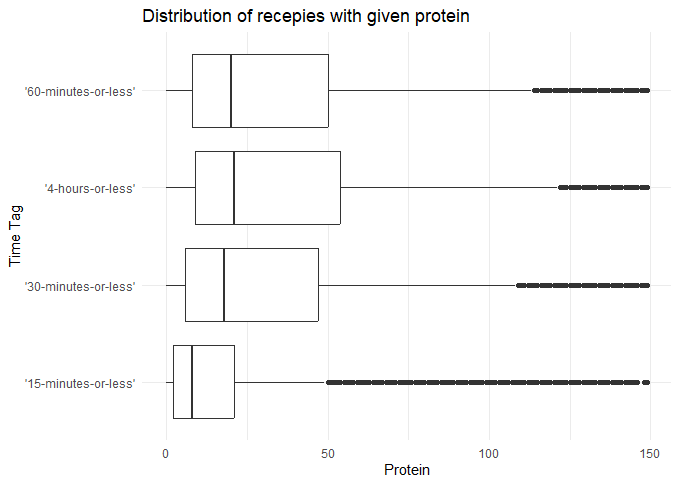 Distribution of recepies with given protein
'60-minutes-or-less'
'4-hours-or-less'
'30-minutes-or-less'
'15-minutes-or-less'
Time Tag
0 50 100 150
Protein